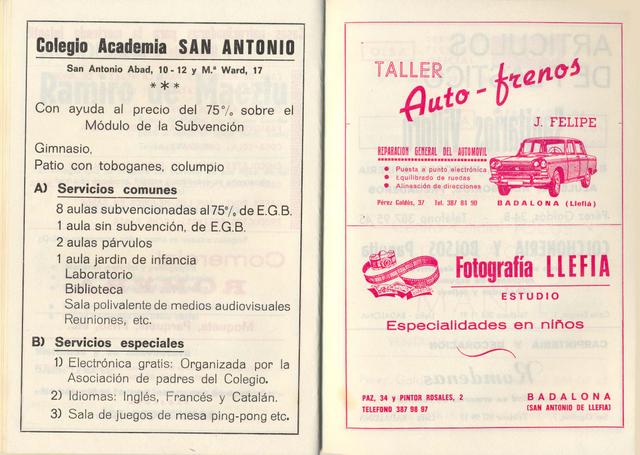 Colegio Academia SAN ANTONIO
San Antonio Abad, 10 - 12 y M.ª Ward, 17
***
Con ayuda al precio del 75% sobre el
Módulo de la Subvención
Gimnasio,
Patio con toboganes, columpio
A) Servicios comunes
8 aulas subvencionadas al 75% de E.G.B.
1 aula sin subvención, de E.G.B.
2 aulas párvulos
1 aula jardin de infancia
Laboratorio
Biblioteca
Sala polivalente de medios audiovisuales
Reuniones, etc.
B) Servicios especiales
1) Electrónica gratis: Organizada por la
Asociación de padres del Colegio.
2) Idiomas: Inglés, Francés y Catalán.
3) Sala de juegos de mesa ping-pong etc.
TALLER
Auto-frenos
J. FELIPE
REPARACION GENERAL DEL AUTOMOVIL
● Puesta a punto electrónica
● Equilibrado de ruedas
● Alineación de direcciones
Pérez Galdós, 37 Tel. 387 84 90
BADALONA (Llefiá)
Fotografía LLEFIA
ESTUDIO
Especialidades en niños
PAZ, 34 y PINTOR ROSALES, 2
TELEFONO 387 98 97
BADALONA
(SAN ANTONIO DE LLEFIA)